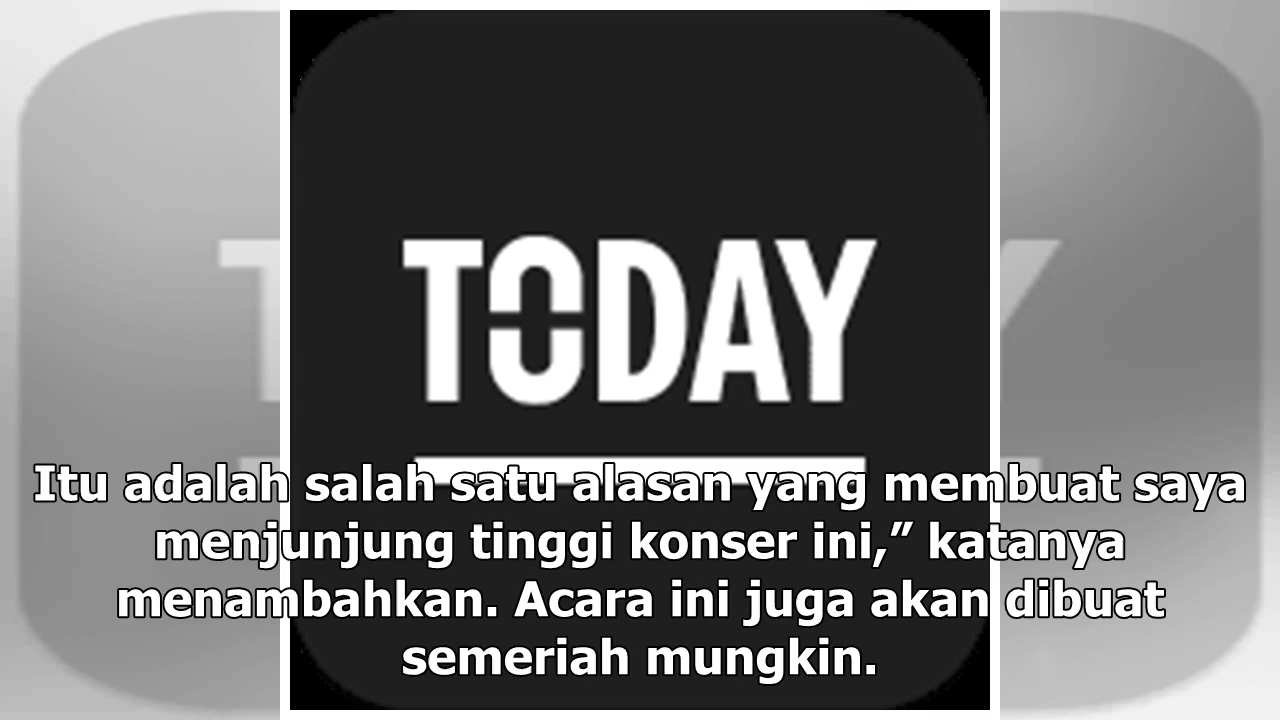 TODAY
Itu adalah salah satu alasan yang membuat saya
menjunjung tinggi konser ini,” katanya
menambahkan. Acara ini juga akan dibuat
semeriah mungkin.